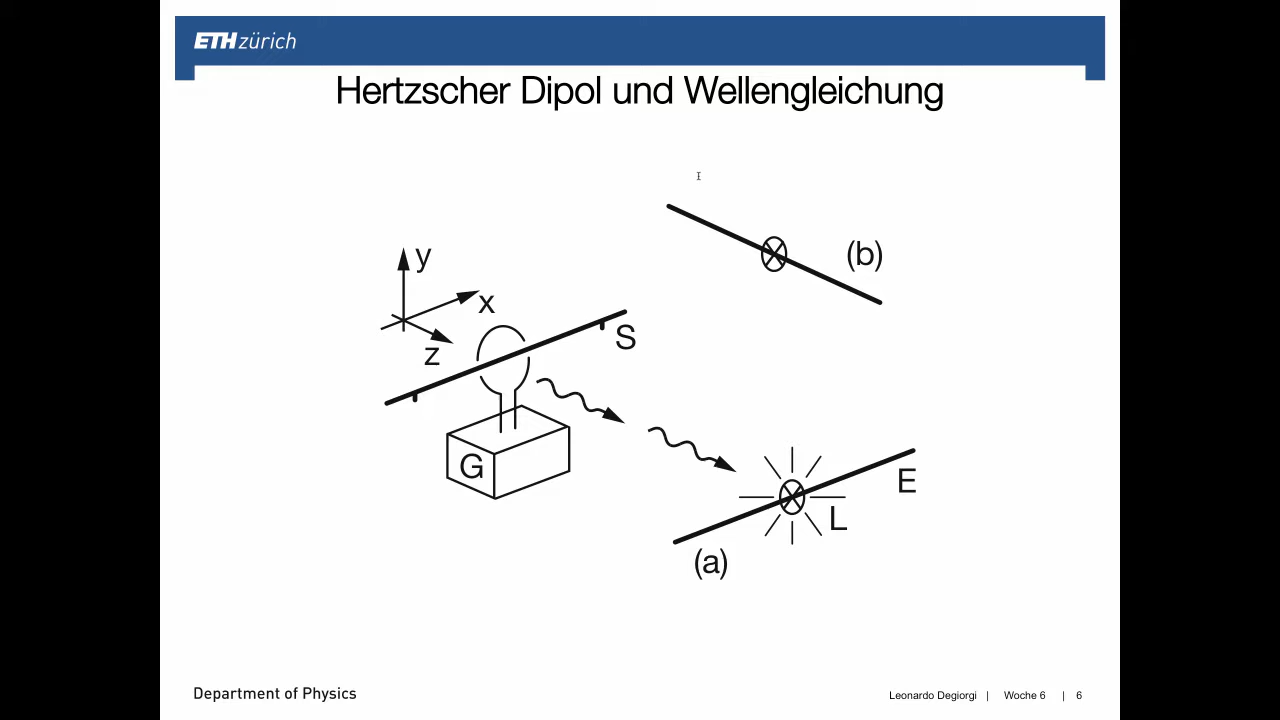 ETH zürich
Hertzscher Dipol und Wellengleichung
(b)
y
x
z
S
G
E
L
(a)
Department of Physics
Leonardo Degiorgi | Woche 6 | 6